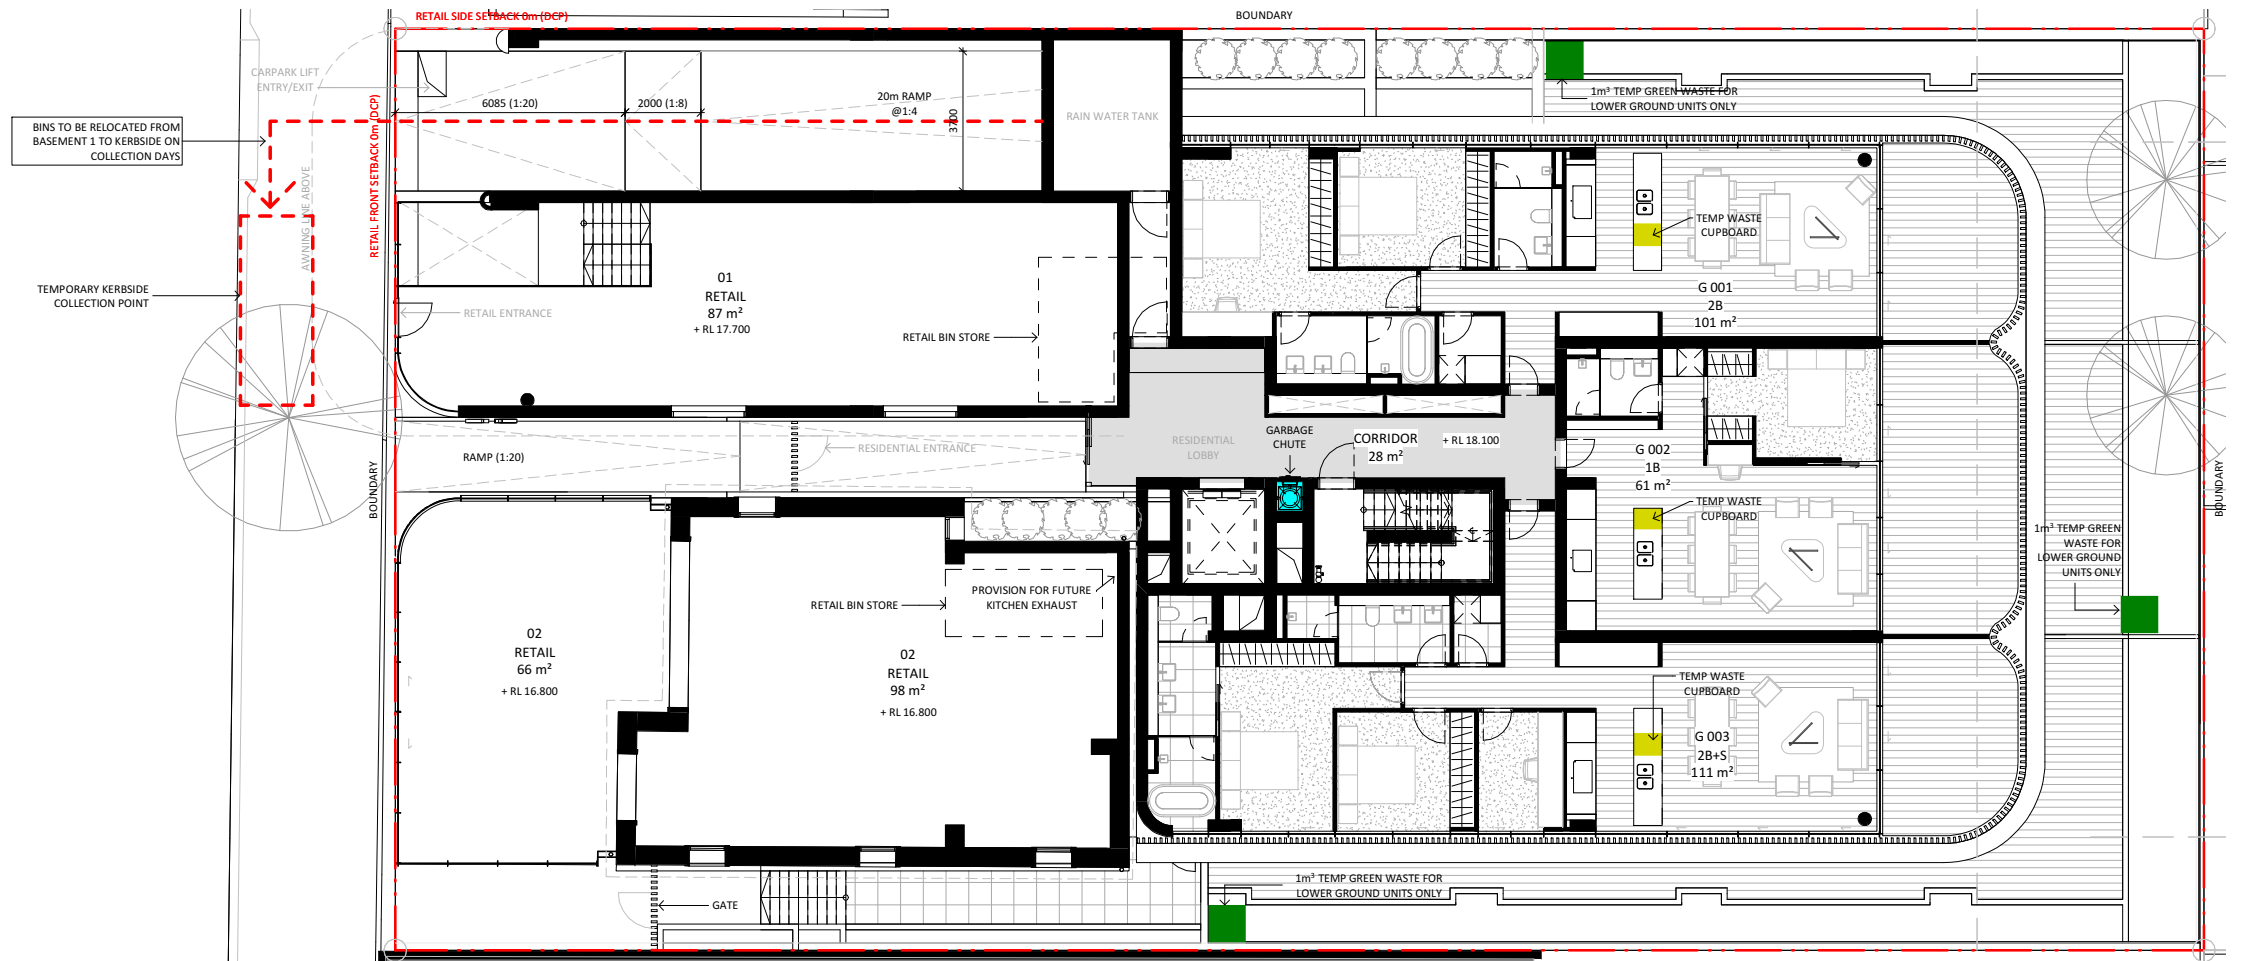 RETAIL SIDE SETBACK 0m (DCP)
BOUNDARY
CARPARK LIFT
ENTRY/EXIT
6085 (1:20)
2000 (1:8)
20m RAMP
@1:4
3700
RAIN WATER TANK
1m³ TEMP GREEN WASTE FOR
LOWER GROUND UNITS ONLY
BINS TO BE RELOCATED FROM
BASEMENT 1 TO KERBSIDE ON
COLLECTION DAYS
AWNING LINE ABOVE
RETAIL FRONT SETBACK 0m (DCP)
TEMPORARY KERBSIDE
COLLECTION POINT
RETAIL ENTRANCE
01
RETAIL
87 m²
+ RL 17.700
RETAIL BIN STORE
TEMP WASTE
CUPBOARD
G 001
2B
101 m²
RAMP (1:20)
RESIDENTIAL ENTRANCE
RESIDENTIAL
LOBBY
GARBAGE
CHUTE
CORRIDOR
28 m²
+ RL 18.100
G 002
1B
61 m²
TEMP WASTE
CUPBOARD
BOUNDARY
BOUNDARY
1m³ TEMP GREEN
WASTE FOR
LOWER GROUND
UNITS ONLY
RETAIL BIN STORE
PROVISION FOR FUTURE
KITCHEN EXHAUST
02
RETAIL
66 m²
+ RL 16.800
02
RETAIL
98 m²
+ RL 16.800
TEMP WASTE
CUPBOARD
G 003
2B+S
111 m²
1m³ TEMP GREEN WASTE FOR
LOWER GROUND UNITS ONLY
GATE